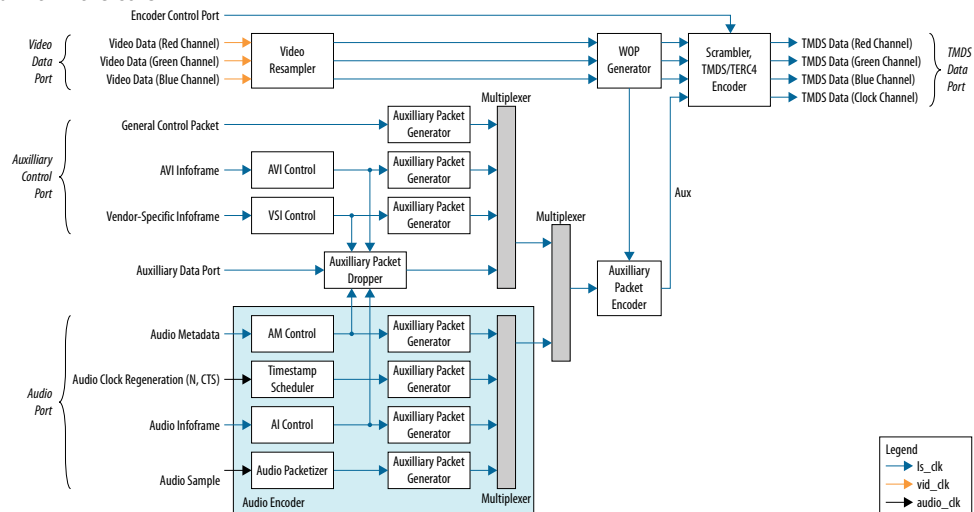 Encoder Control Port
Video
Data
Port
Video Data (Red Channel)
Video Data (Green Channel)
Video Data (Blue Channel)
Video
Resampler
WOP
Generator
Scrambler,
TMDS/TERC4
Encoder
TMDS Data (Red Channel)
TMDS Data (Green Channel)
TMDS Data (Blue Channel)
TMDS Data (Clock Channel)
TMDS
Data
Port
Multiplexer
Auxilliary
Control
Port
General Control Packet
Auxilliary Packet
Generator
AVI Infoframe
AVI Control
Auxilliary Packet
Generator
Vendor-Specific Infoframe
VSI Control
Auxilliary Packet
Generator
Auxilliary Data Port
Auxilliary Packet
Dropper
Multiplexer
Aux
Auxilliary
Packet
Encoder
Audio
Port
Audio Metadata
AM Control
Auxilliary Packet
Generator
Audio Clock Regeneration (N, CTS)
Timestamp
Scheduler
Auxilliary Packet
Generator
Audio Infoframe
AI Control
Auxilliary Packet
Generator
Audio Sample
Audio Packetizer
Auxilliary Packet
Generator
Audio Encoder
Multiplexer
Legend
ls_clk
vid_clk
audio_clk